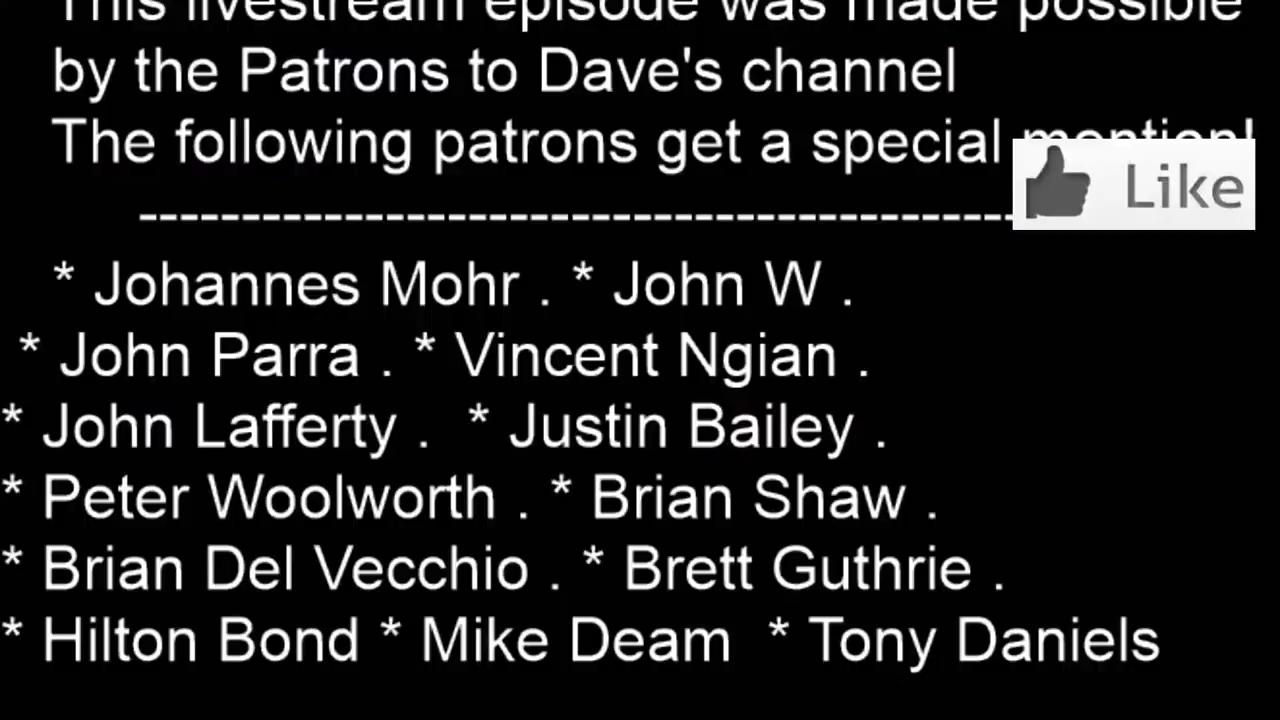 This livestream episode was made possible
by the Patrons to Dave's channel
The following patrons get a special mention!
Like
-------------------------------------------
* Johannes Mohr . * John W .
* John Parra . * Vincent Ngian .
* John Lafferty . * Justin Bailey .
* Peter Woolworth . * Brian Shaw .
* Brian Del Vecchio . * Brett Guthrie .
* Hilton Bond * Mike Deam * Tony Daniels